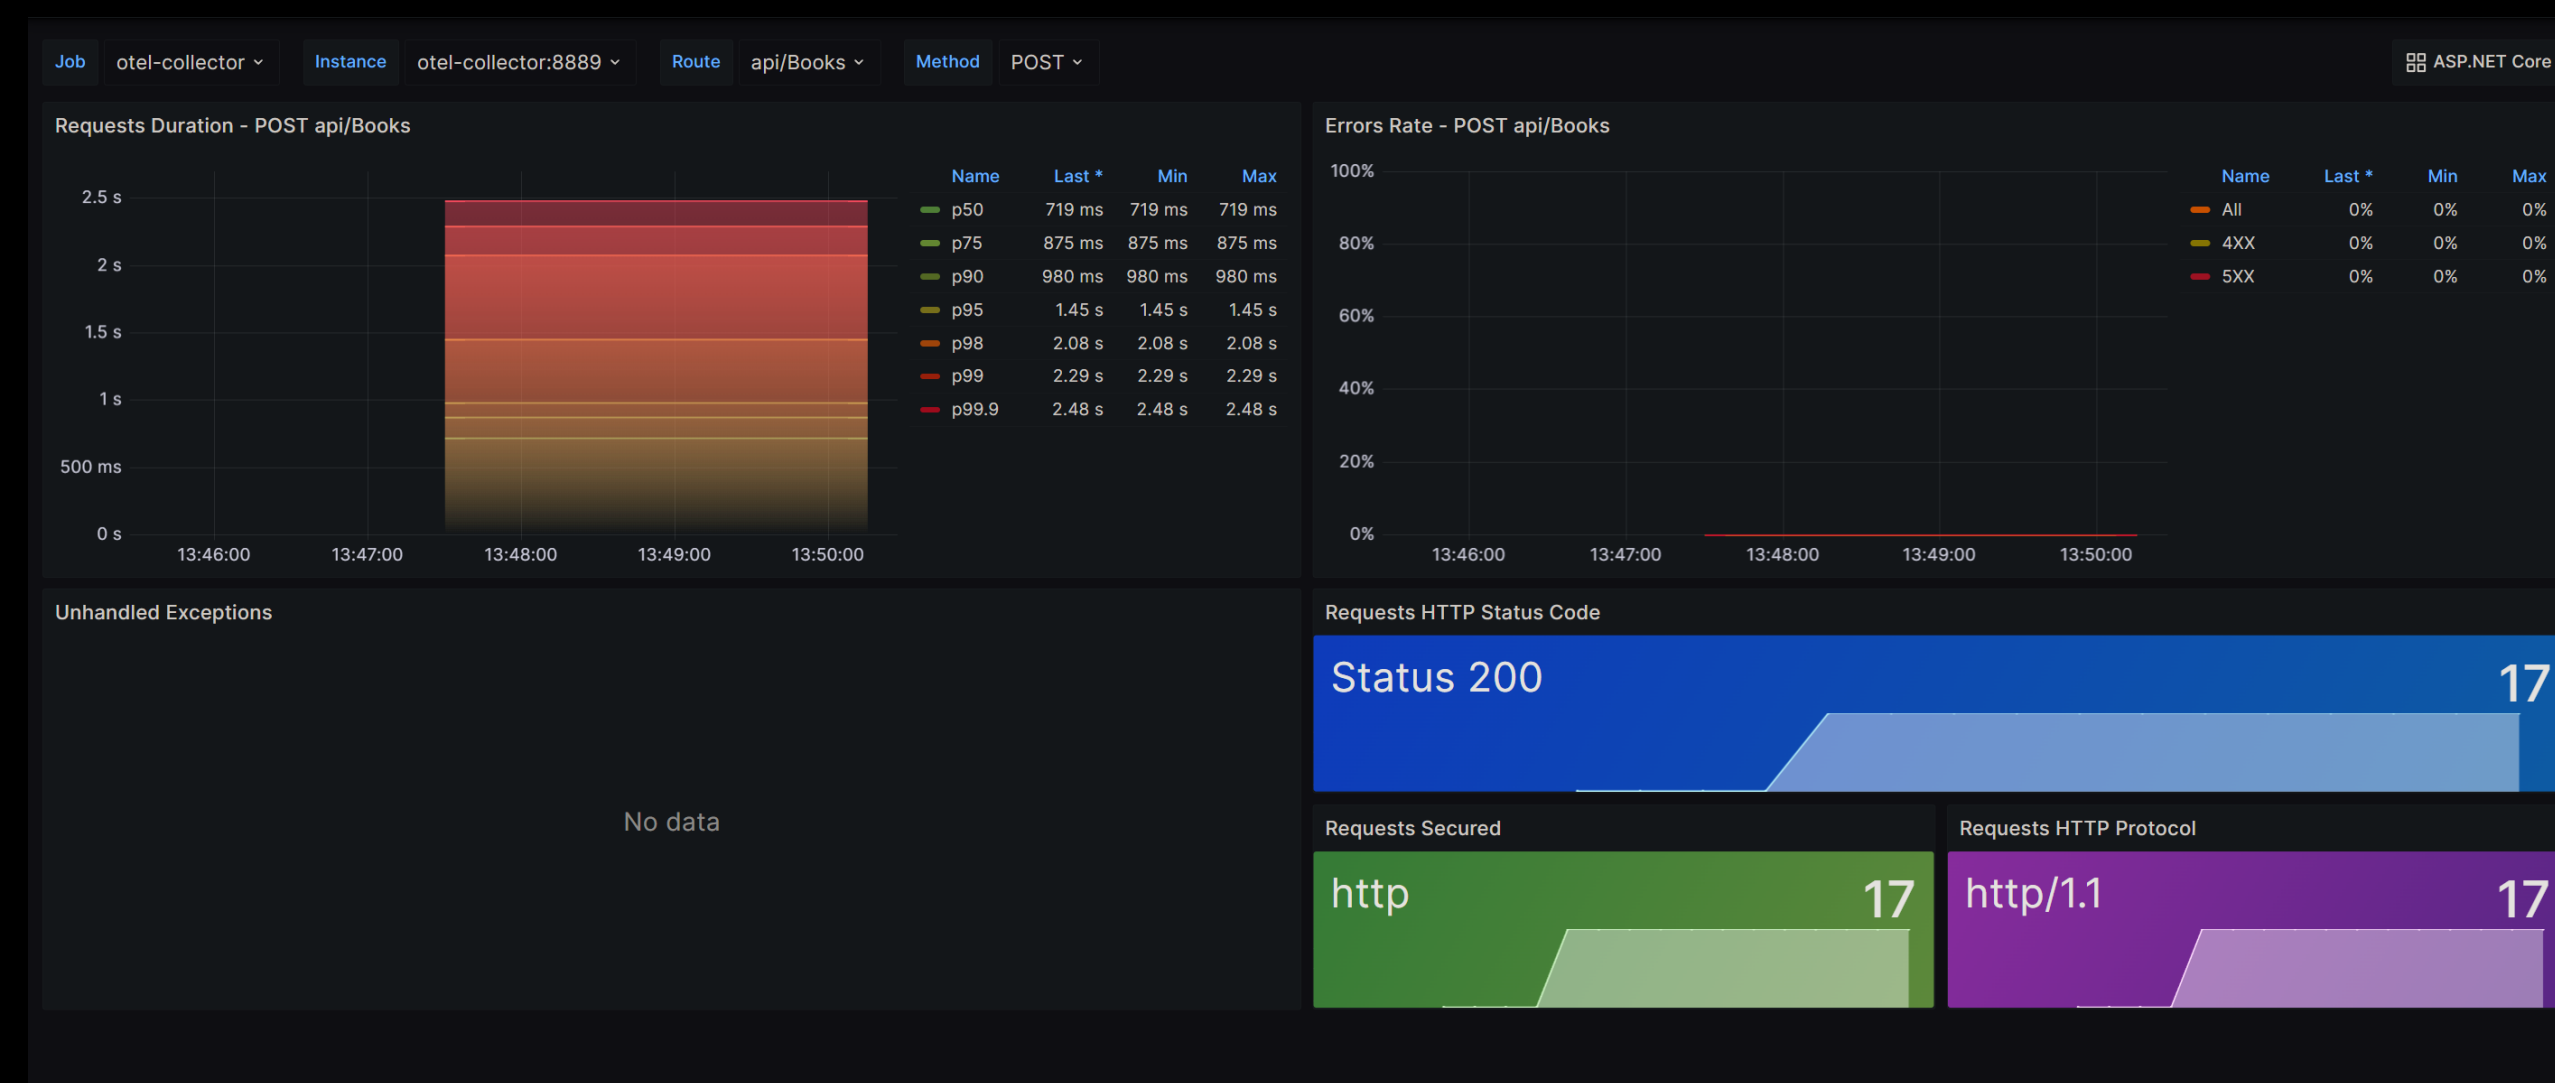 Job otel-collector Instance otel-collector:8889 Route api/Books Method POST ASP.NET Core
Requests Duration - POST api/Books
2.5 s
2 s
1.5 s
1 s
500 ms
0 s
13:46:00 13:47:00 13:48:00 13:49:00 13:50:00
Name Last * Min Max
p50 719 ms 719 ms 719 ms
p75 875 ms 875 ms 875 ms
p90 980 ms 980 ms 980 ms
p95 1.45 s 1.45 s 1.45 s
p98 2.08 s 2.08 s 2.08 s
p99 2.29 s 2.29 s 2.29 s
p99.9 2.48 s 2.48 s 2.48 s
Errors Rate - POST api/Books
100%
80%
60%
40%
20%
0%
13:46:00 13:47:00 13:48:00 13:49:00 13:50:00
Name Last * Min Max
All 0% 0% 0%
4XX 0% 0% 0%
5XX 0% 0% 0%
Unhandled Exceptions
No data
Requests HTTP Status Code
Status 200 17
Requests Secured
http 17
Requests HTTP Protocol
http/1.1 17